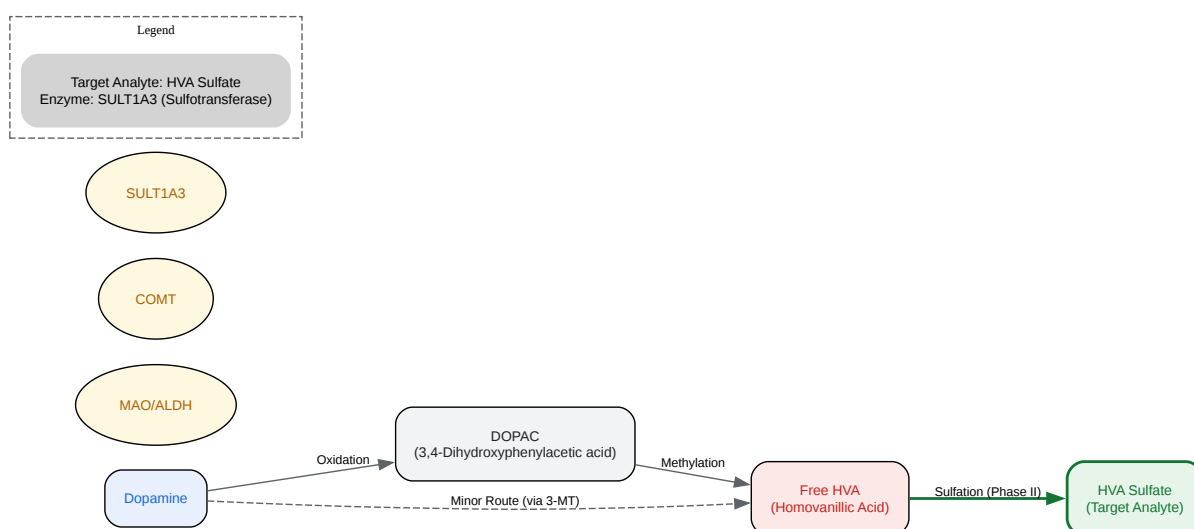 Legend
Target Analyte: HVA Sulfate
Enzyme: SULT1A3 (Sulfotransferase)
SULT1A3
COMT
MAO/ALDH
Dopamine
Oxidation
DOPAC
(3,4-Dihydroxyphenylacetic acid)
Methylation
Minor Route (via 3-MT)
Free HVA
(Homovanillic Acid)
Sulfation (Phase II)
HVA Sulfate
(Target Analyte)